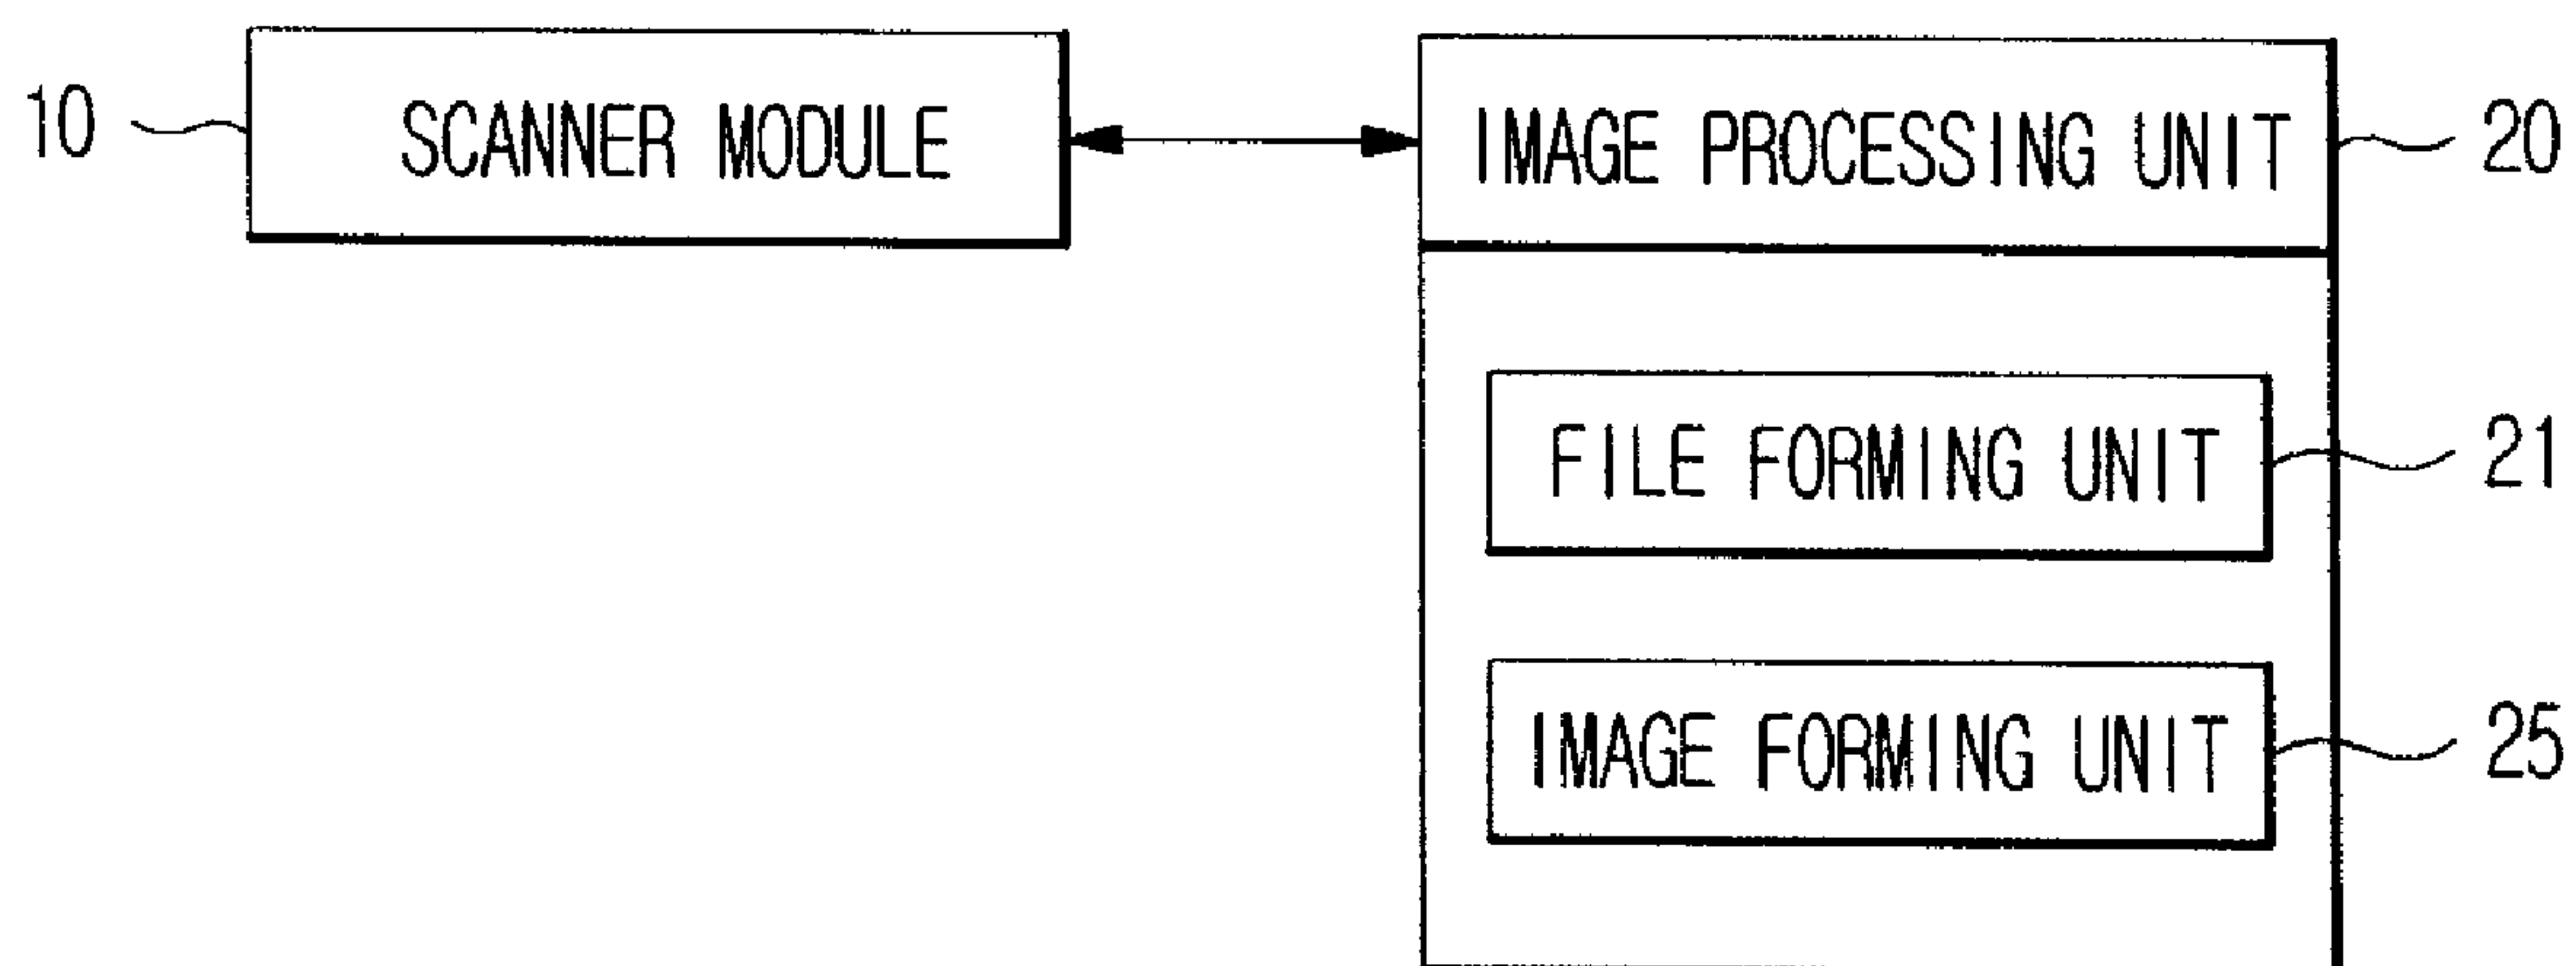 10 SCANNER MODULE IMAGE PROCESSING UNIT 20
FILE FORMING UNIT 21
IMAGE FORMING UNIT 25